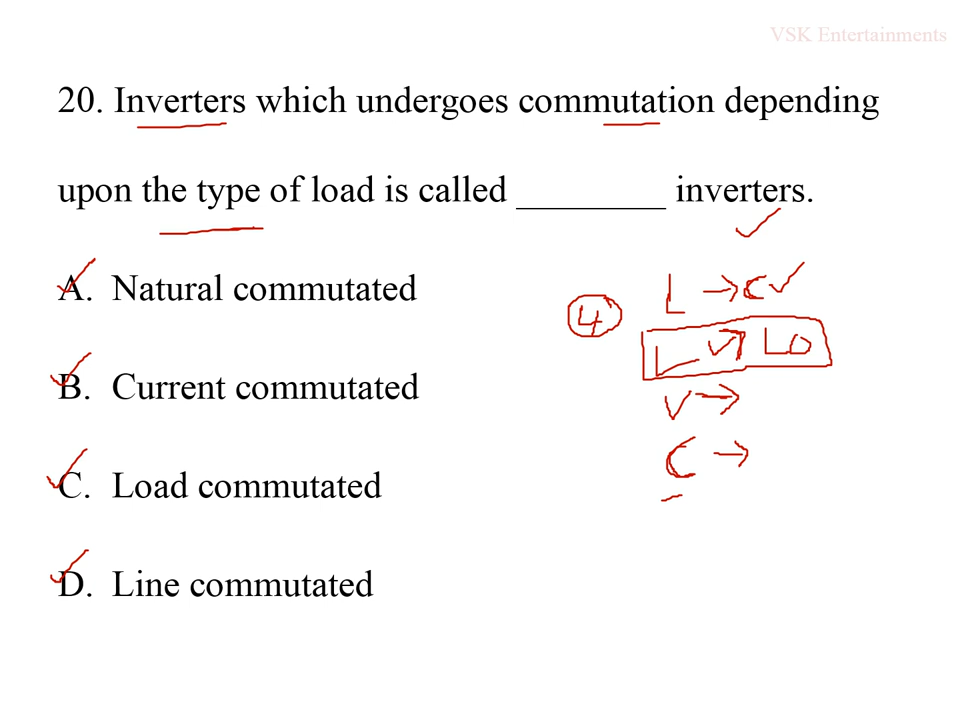 VSK Entertainments
20. Inverters which undergoes commutation depending
upon the type of load is called ________ inverters.
A. Natural commutated
L → C ✓
4
B. Current commutated
L Lo
V →
C →
C. Load commutated
D. Line commutated